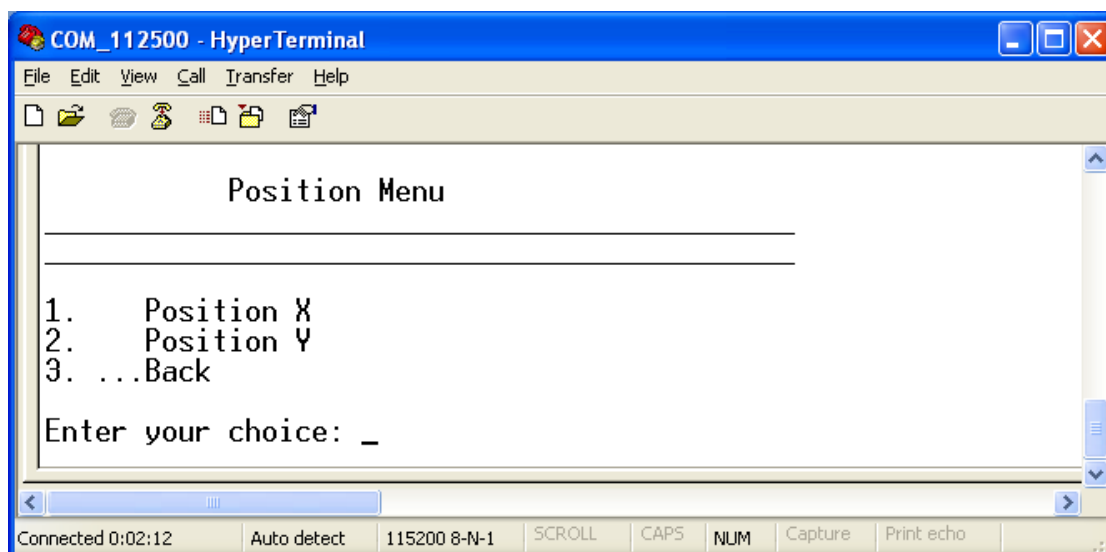 COM_112500 - HyperTerminal
File Edit View Call Transfer Help
Position Menu
1. Position X
2. Position Y
3. ...Back
Enter your choice: _
Connected 0:02:12 Auto detect 115200 8-N-1 SCROLL CAPS NUM Capture Print echo